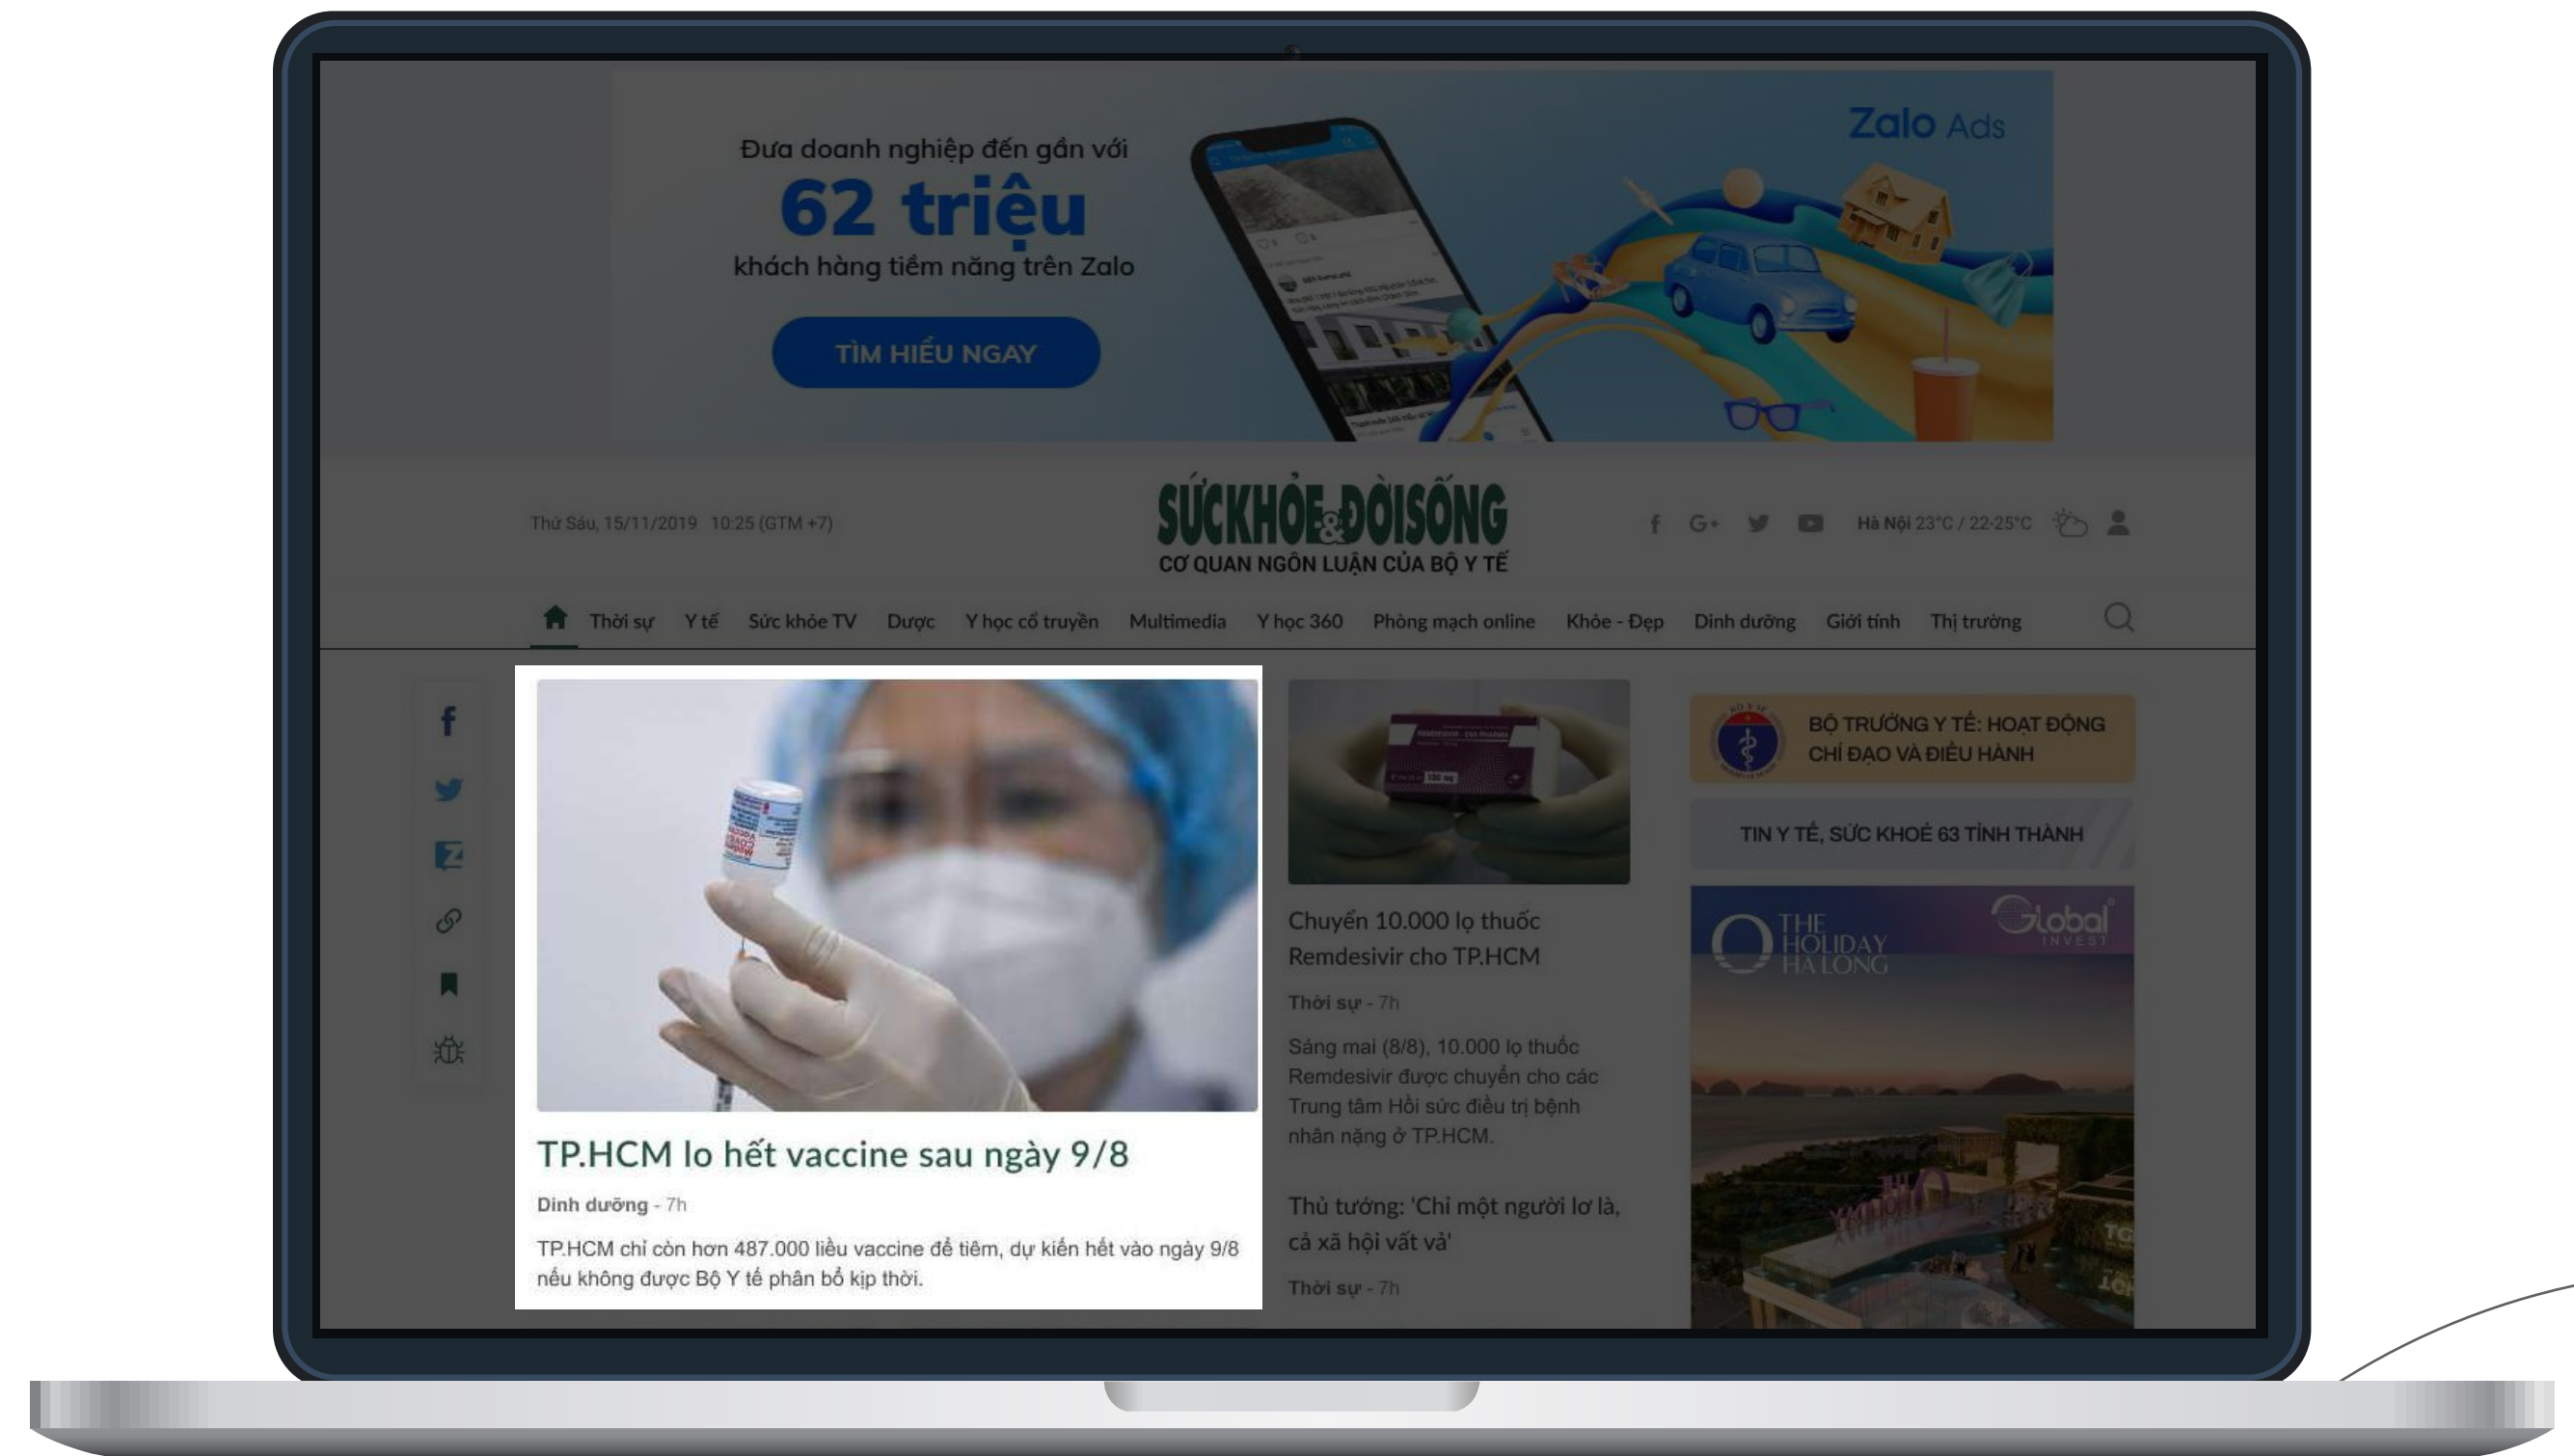 Đưa doanh nghiệp đến gần với
62 triệu
khách hàng tiềm năng trên Zalo
TÌM HIỂU NGAY
Zalo Ads
Thứ Sáu, 15/11/2019 10:25 (GTM +7)
SỨCKHỎE&ĐỜISỐNG
CƠ QUAN NGÔN LUẬN CỦA BỘ Y TẾ
G+
Hà Nội 23°C / 22-25°C
Thời sự Y tế Sức khỏe TV Dược Y học cổ truyền Multimedia Y học 360 Phòng mạch online Khỏe - Đẹp Dinh dưỡng Giới tính Thị trường
TP.HCM lo hết vaccine sau ngày 9/8
Dinh dưỡng - 7h
TP.HCM chỉ còn hơn 487.000 liều vaccine để tiêm, dự kiến hết vào ngày 9/8
nếu không được Bộ Y tế phân bổ kịp thời.
100 mg
Chuyển 10.000 lọ thuốc
Remdesivir cho TP.HCM
Thời sự - 7h
Sáng mai (8/8), 10.000 lọ thuốc
Remdesivir được chuyển cho các
Trung tâm Hồi sức điều trị bệnh
nhân nặng ở TP.HCM.
Thủ tướng: 'Chỉ một người lơ là,
cả xã hội vất vả'
Thời sự - 7h
BỘ TRƯỞNG Y TẾ: HOẠT ĐỘNG
CHỈ ĐẠO VÀ ĐIỀU HÀNH
TIN Y TẾ, SỨC KHOẺ 63 TỈNH THÀNH
THE
HOLIDAY
HA LONG
Global
INVEST